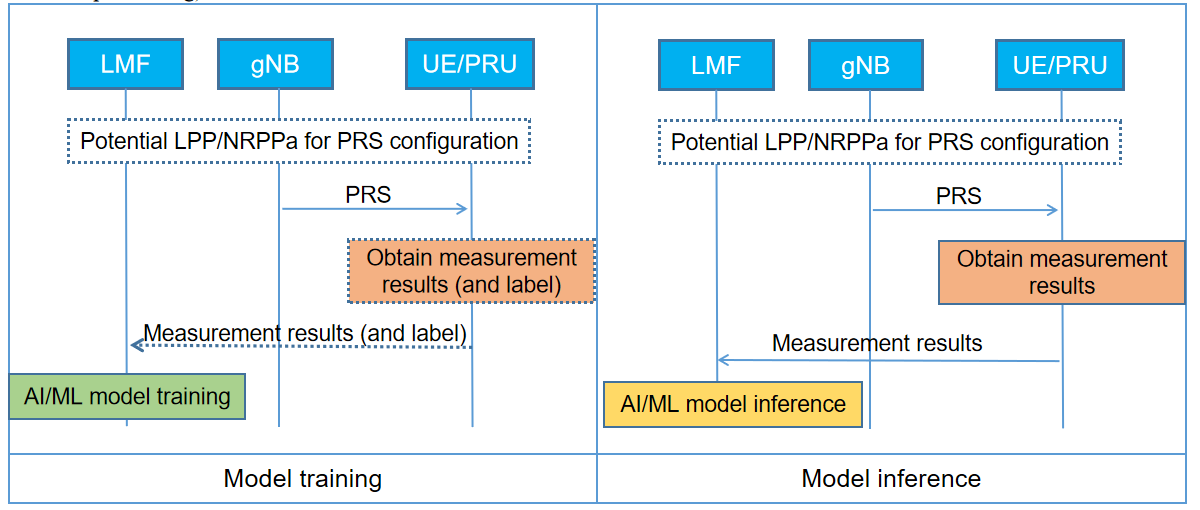 LMF
gNB
UE/PRU
Potential LPP/NRPPa for PRS configuration
PRS
Obtain measurement
results (and label)
Measurement results (and label)
AI/ML model training
Model training
LMF
gNB
UE/PRU
Potential LPP/NRPPa for PRS configuration
PRS
Obtain measurement
results
Measurement results
AI/ML model inference
Model inference